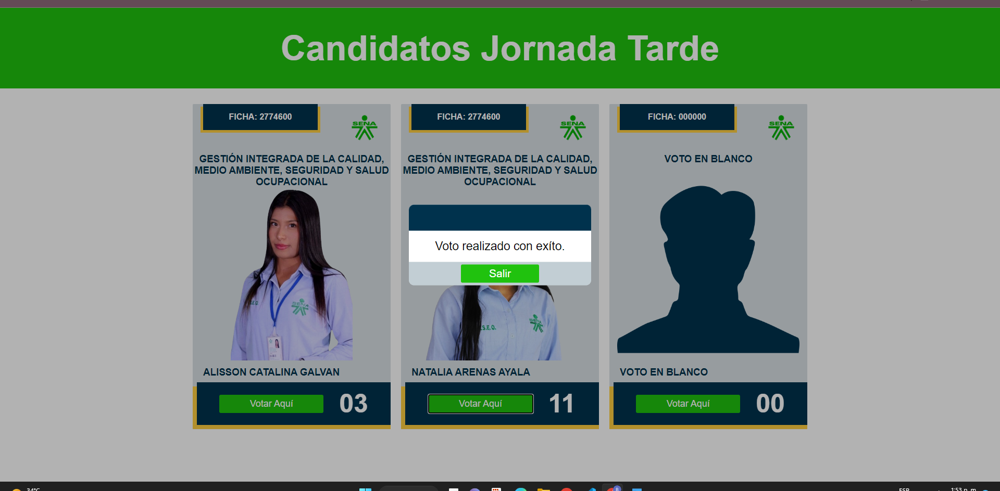 Candidatos Jornada Tarde
FICHA: 2774600
SENA
GESTIÓN INTEGRADA DE LA CALIDAD,
MEDIO AMBIENTE, SEGURIDAD Y SALUD
OCUPACIONAL
S.E.O.
SENA
ALISSON CATALINA GALVAN
Votar Aquí
03
FICHA: 2774600
SENA
GESTIÓN INTEGRADA DE LA CALIDAD,
MEDIO AMBIENTE, SEGURIDAD Y SALUD
OCUPACIONAL
Voto realizado con exíto.
Salir
S.E.O.
SENA
NATALIA ARENAS AYALA
Votar Aquí
11
FICHA: 000000
SENA
VOTO EN BLANCO
VOTO EN BLANCO
Votar Aquí
00
34°C
B
ESP
1:53 p. m.